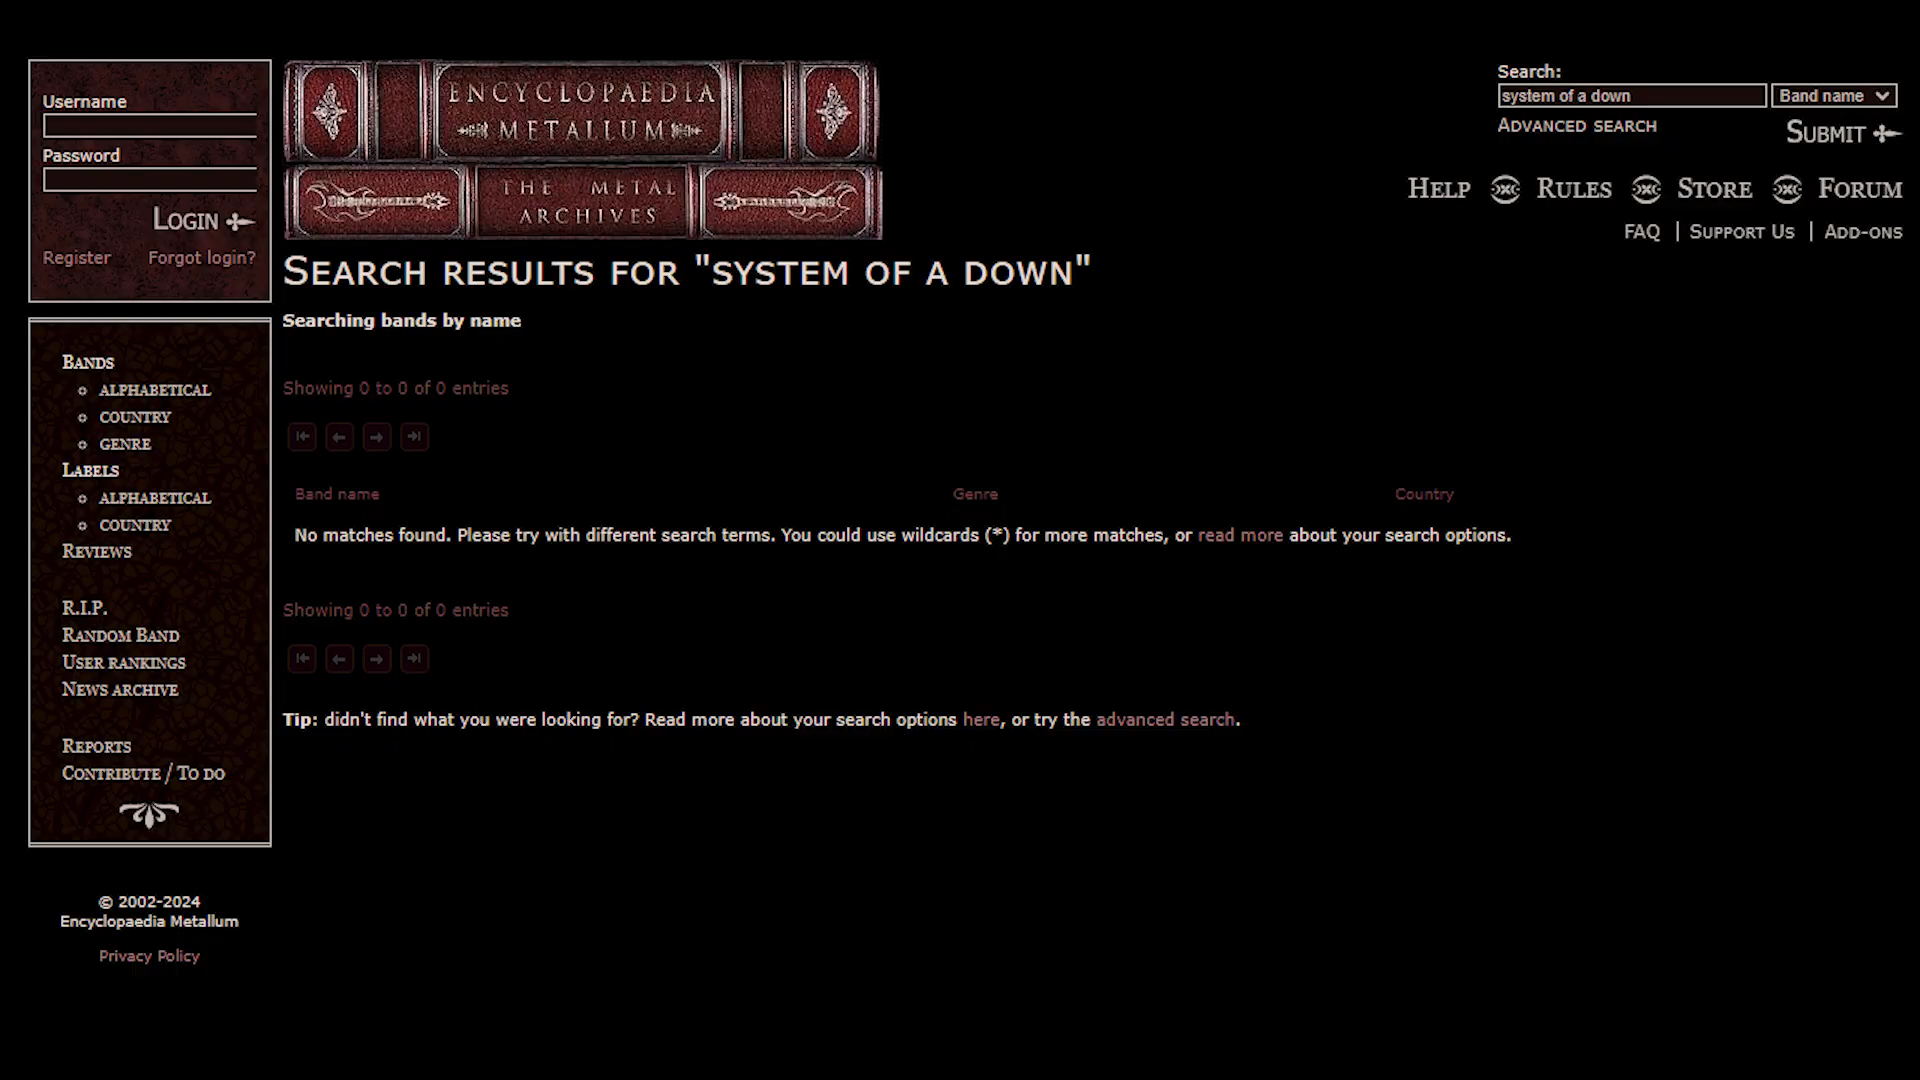 Username
Password
LOGIN
Register Forgot login?
ENCYCLOPAEDIA
METALLUM
THE METAL
ARCHIVES
Search:
system of a down Band name
ADVANCED SEARCH
SUBMIT
HELP RULES STORE FORUM
FAQ | SUPPORT US | ADD-ONS
SEARCH RESULTS FOR "SYSTEM OF A DOWN"
Searching bands by name
Showing 0 to 0 of 0 entries
Band name Genre Country
No matches found. Please try with different search terms. You could use wildcards (*) for more matches, or read more about your search options.
Showing 0 to 0 of 0 entries
Tip: didn't find what you were looking for? Read more about your search options here, or try the advanced search.
BANDS
ALPHABETICAL
COUNTRY
GENRE
LABELS
ALPHABETICAL
COUNTRY
REVIEWS
R.I.P.
RANDOM BAND
USER RANKINGS
NEWS ARCHIVE
REPORTS
CONTRIBUTE / TO DO
© 2002-2024
Encyclopaedia Metallum
Privacy Policy